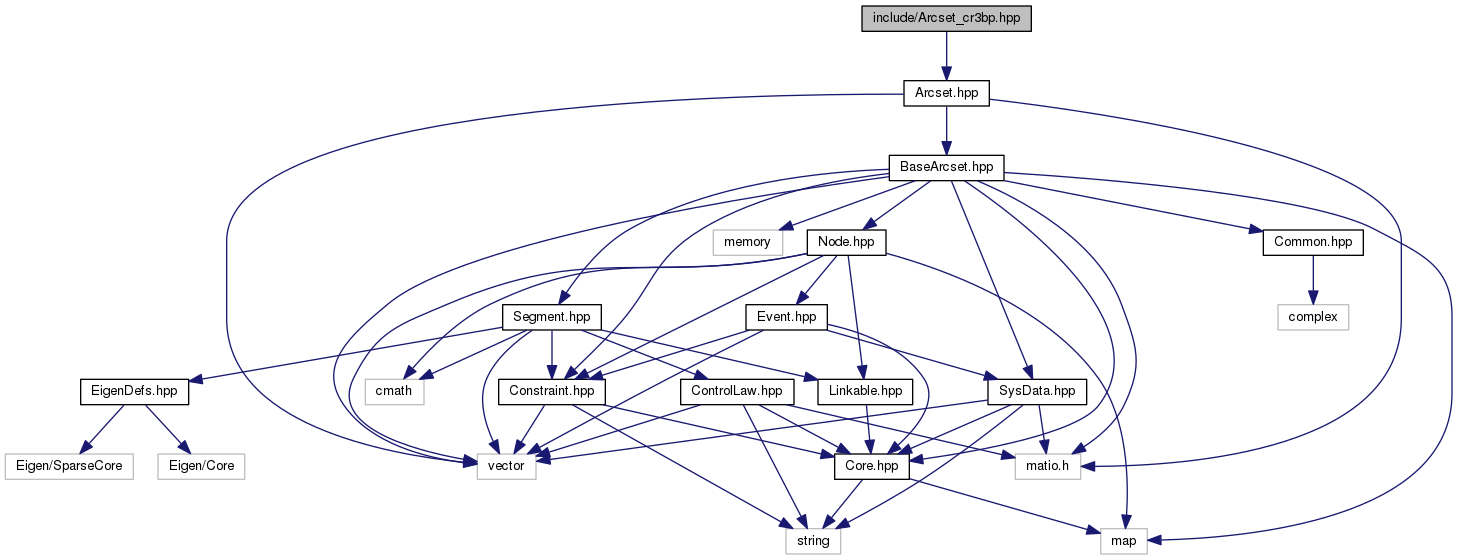 include/Arcset_cr3bp.hpp
Arcset.hpp
BaseArcset.hpp
memory
Node.hpp
Common.hpp
Segment.hpp
Event.hpp
complex
EigenDefs.hpp
cmath
Constraint.hpp
ControlLaw.hpp
Linkable.hpp
SysData.hpp
Eigen/SparseCore
Eigen/Core
vector
Core.hpp
matio.h
string
map